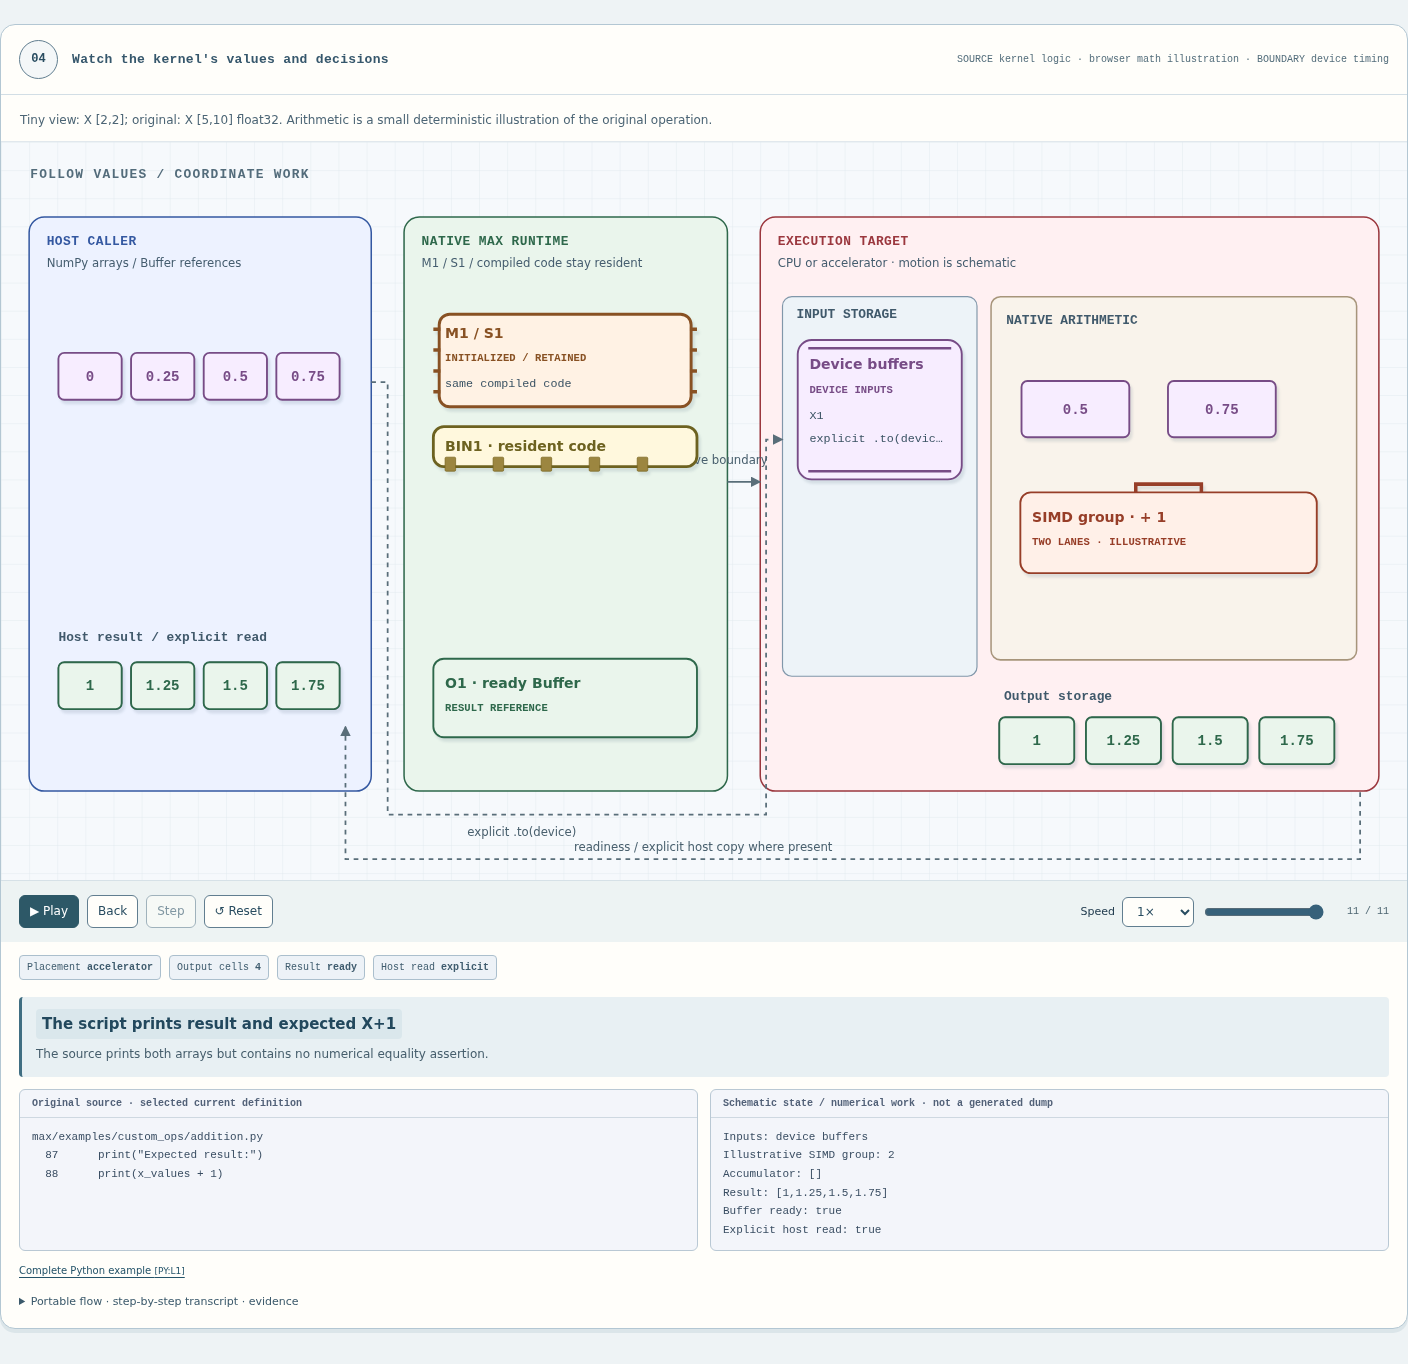 04
Watch the kernel's values and decisions
SOURCE kernel logic · browser math illustration · BOUNDARY device timing
Tiny view: X [2,2]; original: X [5,10] float32. Arithmetic is a small deterministic illustration of the original operation.
FOLLOW VALUES / COORDINATE WORK
HOST CALLER
NumPy arrays / Buffer references
0 0.25 0.5 0.75
Host result / explicit read
1 1.25 1.5 1.75
NATIVE MAX RUNTIME
M1 / S1 / compiled code stay resident
M1 / S1
INITIALIZED / RETAINED
same compiled code
BIN1 · resident code
boundary
O1 · ready Buffer
RESULT REFERENCE
EXECUTION TARGET
CPU or accelerator · motion is schematic
INPUT STORAGE
Device buffers
DEVICE INPUTS
X1
explicit .to(devic…
NATIVE ARITHMETIC
0.5 0.75
SIMD group · + 1
TWO LANES · ILLUSTRATIVE
Output storage
1 1.25 1.5 1.75
explicit .to(device)
readiness / explicit host copy where present
▶ Play Back Step ↺ Reset
Speed 1× 11 / 11
Placement accelerator Output cells 4 Result ready Host read explicit
The script prints result and expected X+1
The source prints both arrays but contains no numerical equality assertion.
Original source · selected current definition
max/examples/custom_ops/addition.py
87 print("Expected result:")
88 print(x_values + 1)
Schematic state / numerical work · not a generated dump
Inputs: device buffers
Illustrative SIMD group: 2
Accumulator: []
Result: [1,1.25,1.5,1.75]
Buffer ready: true
Explicit host read: true
Complete Python example [PY:L1]
▶ Portable flow · step-by-step transcript · evidence